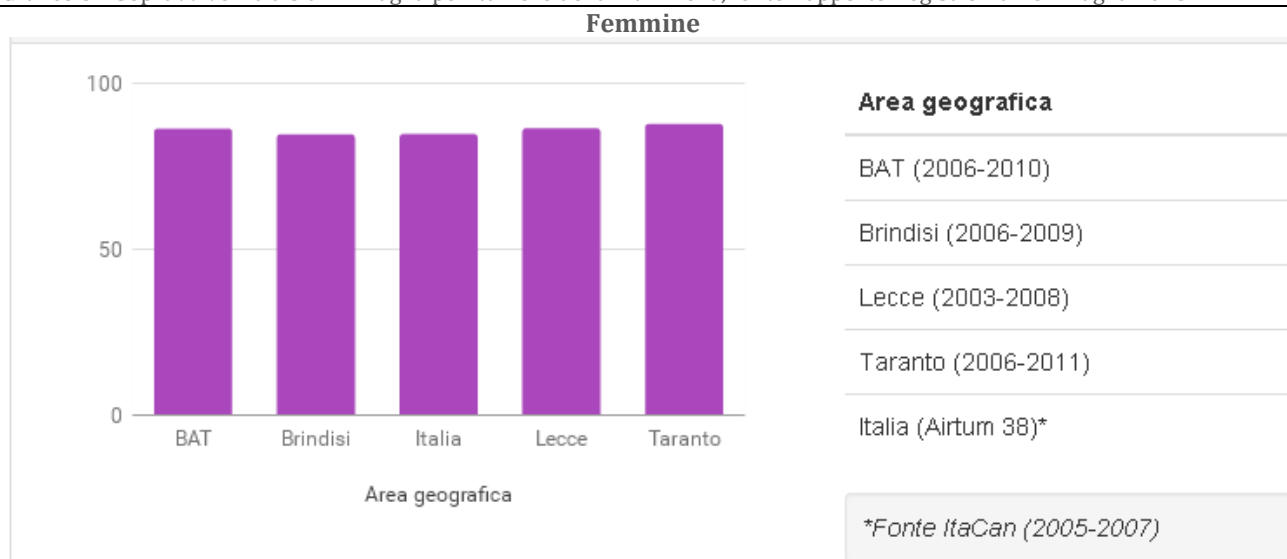 Femmine
100
50
0
BAT
Brindisi
Italia
Lecce
Taranto
Area geografica
Area geografica
BAT (2006-2010)
Brindisi (2006-2009)
Lecce (2003-2008)
Taranto (2006-2011)
Italia (Airtum 38)*
*Fonte ItaCan (2005-2007)